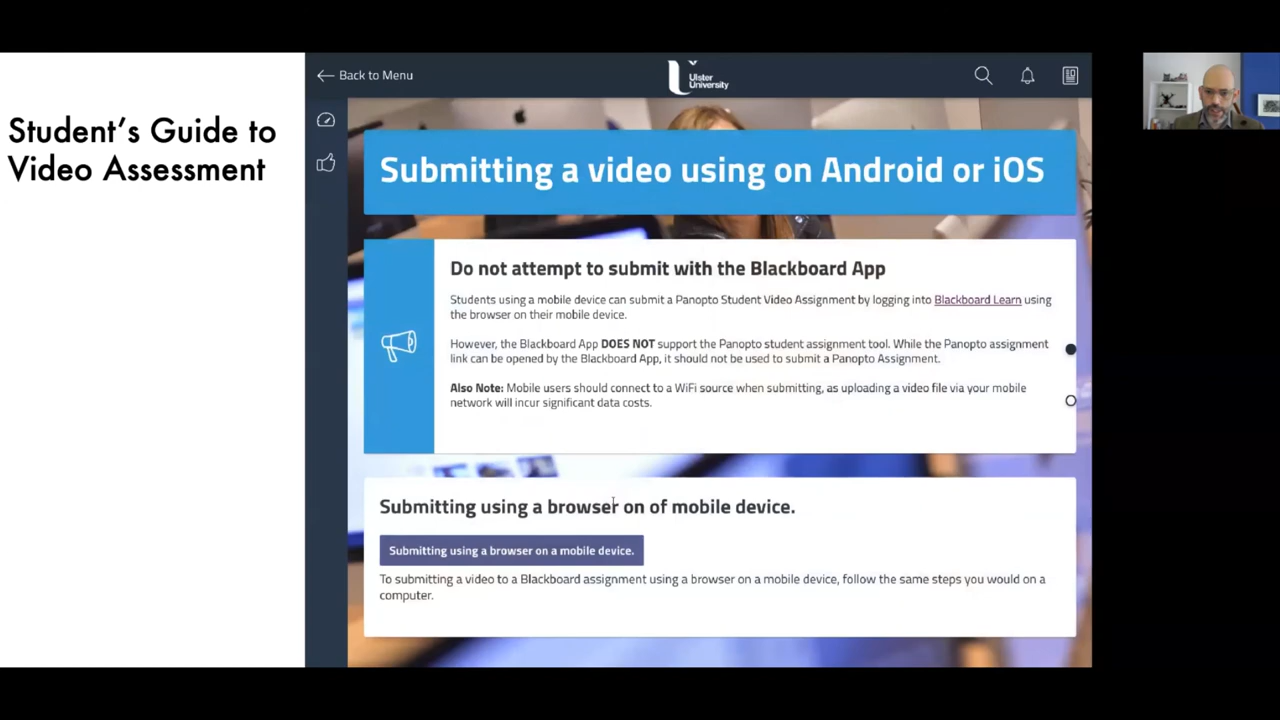 Student's Guide to
Video Assessment
Back to Menu
Ulster
University
Submitting a video using on Android or iOS
Do not attempt to submit with the Blackboard App
Students using a mobile device can submit a Panopto Student Video Assignment by logging into Blackboard Learn using
the browser on their mobile device.
However, the Blackboard App DOES NOT support the Panopto student assignment tool. While the Panopto assignment
link can be opened by the Blackboard App, it should not be used to submit a Panopto Assignment.
Also Note: Mobile users should connect to a WiFi source when submitting, as uploading a video file via your mobile
network will incur significant data costs.
Submitting using a browser on of mobile device.
Submitting using a browser on a mobile device.
To submitting a video to a Blackboard assignment using a browser on a mobile device, follow the same steps you would on a
computer.